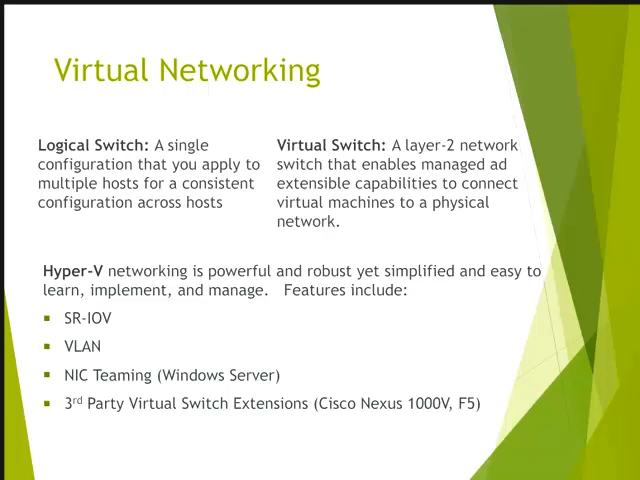 Virtual Networking
Logical Switch: A single
configuration that you apply to
multiple hosts for a consistent
configuration across hosts
Virtual Switch: A layer-2 network
switch that enables managed ad
extensible capabilities to connect
virtual machines to a physical
network.
Hyper-V networking is powerful and robust yet simplified and easy to
learn, implement, and manage. Features include:
SR-IOV
VLAN
NIC Teaming (Windows Server)
3rd Party Virtual Switch Extensions (Cisco Nexus 1000V, F5)